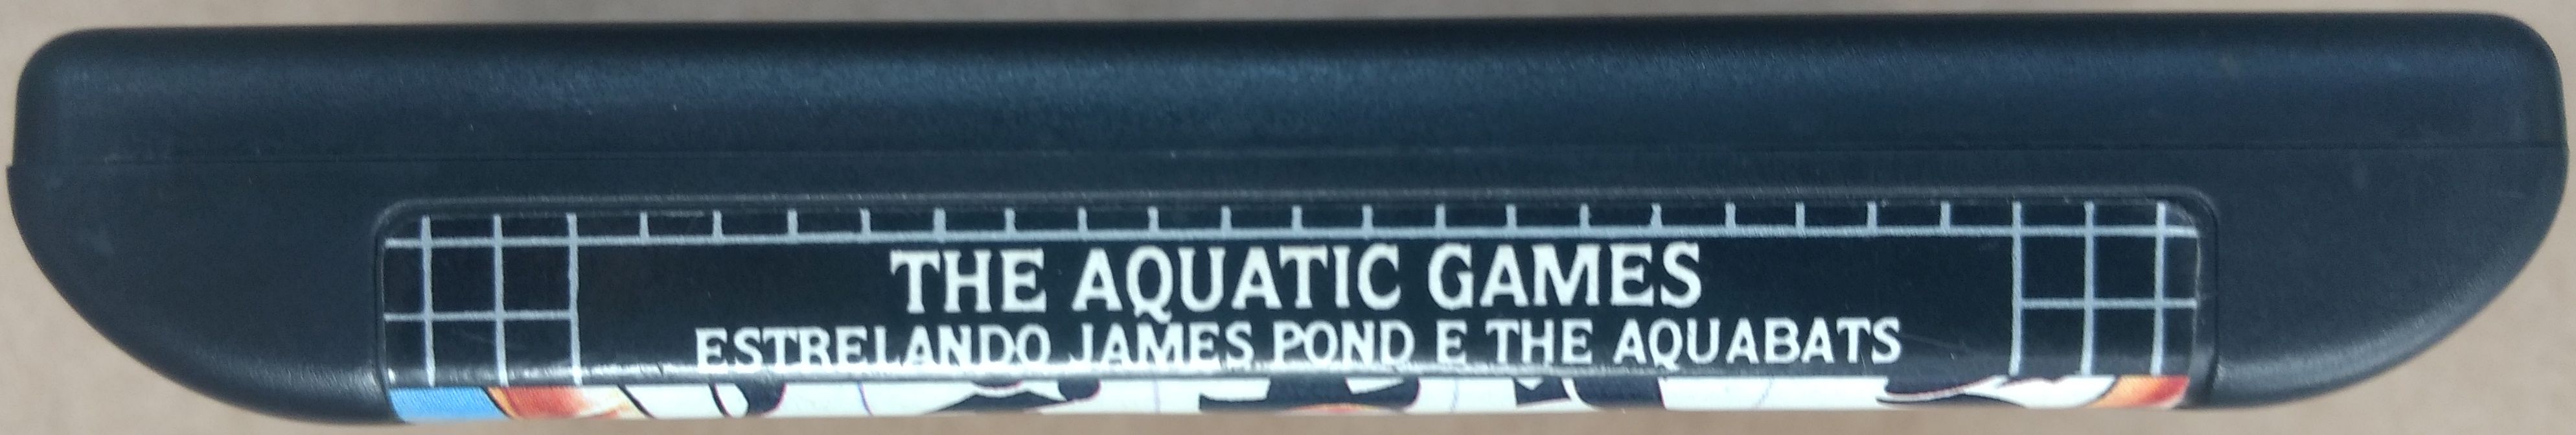 THE AQUATIC GAMES
ESTRELANDO JAMES POND E THE AQUABATS